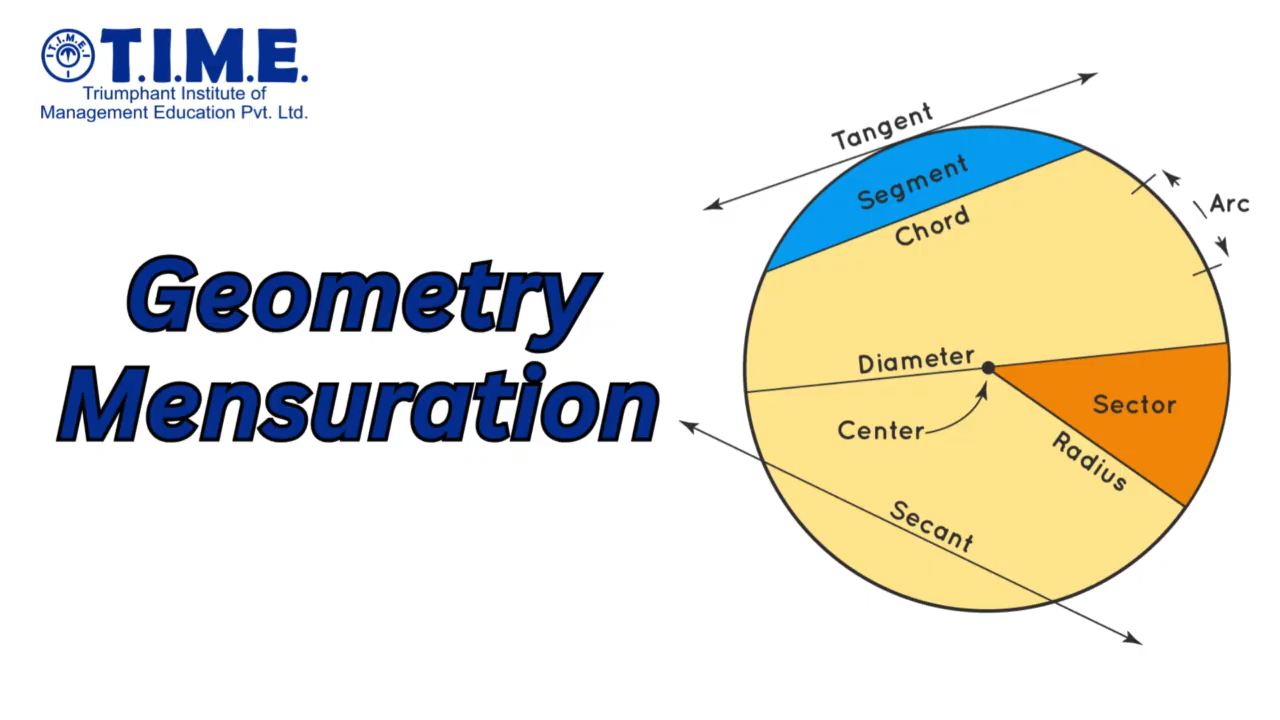 T.I.M.E.
T.I.M.E.
Triumphant Institute of
Management Education Pvt. Ltd.
Geometry
Mensuration
Tangent
Segment
Chord
Arc
Diameter
Center
Sector
Radius
Secant